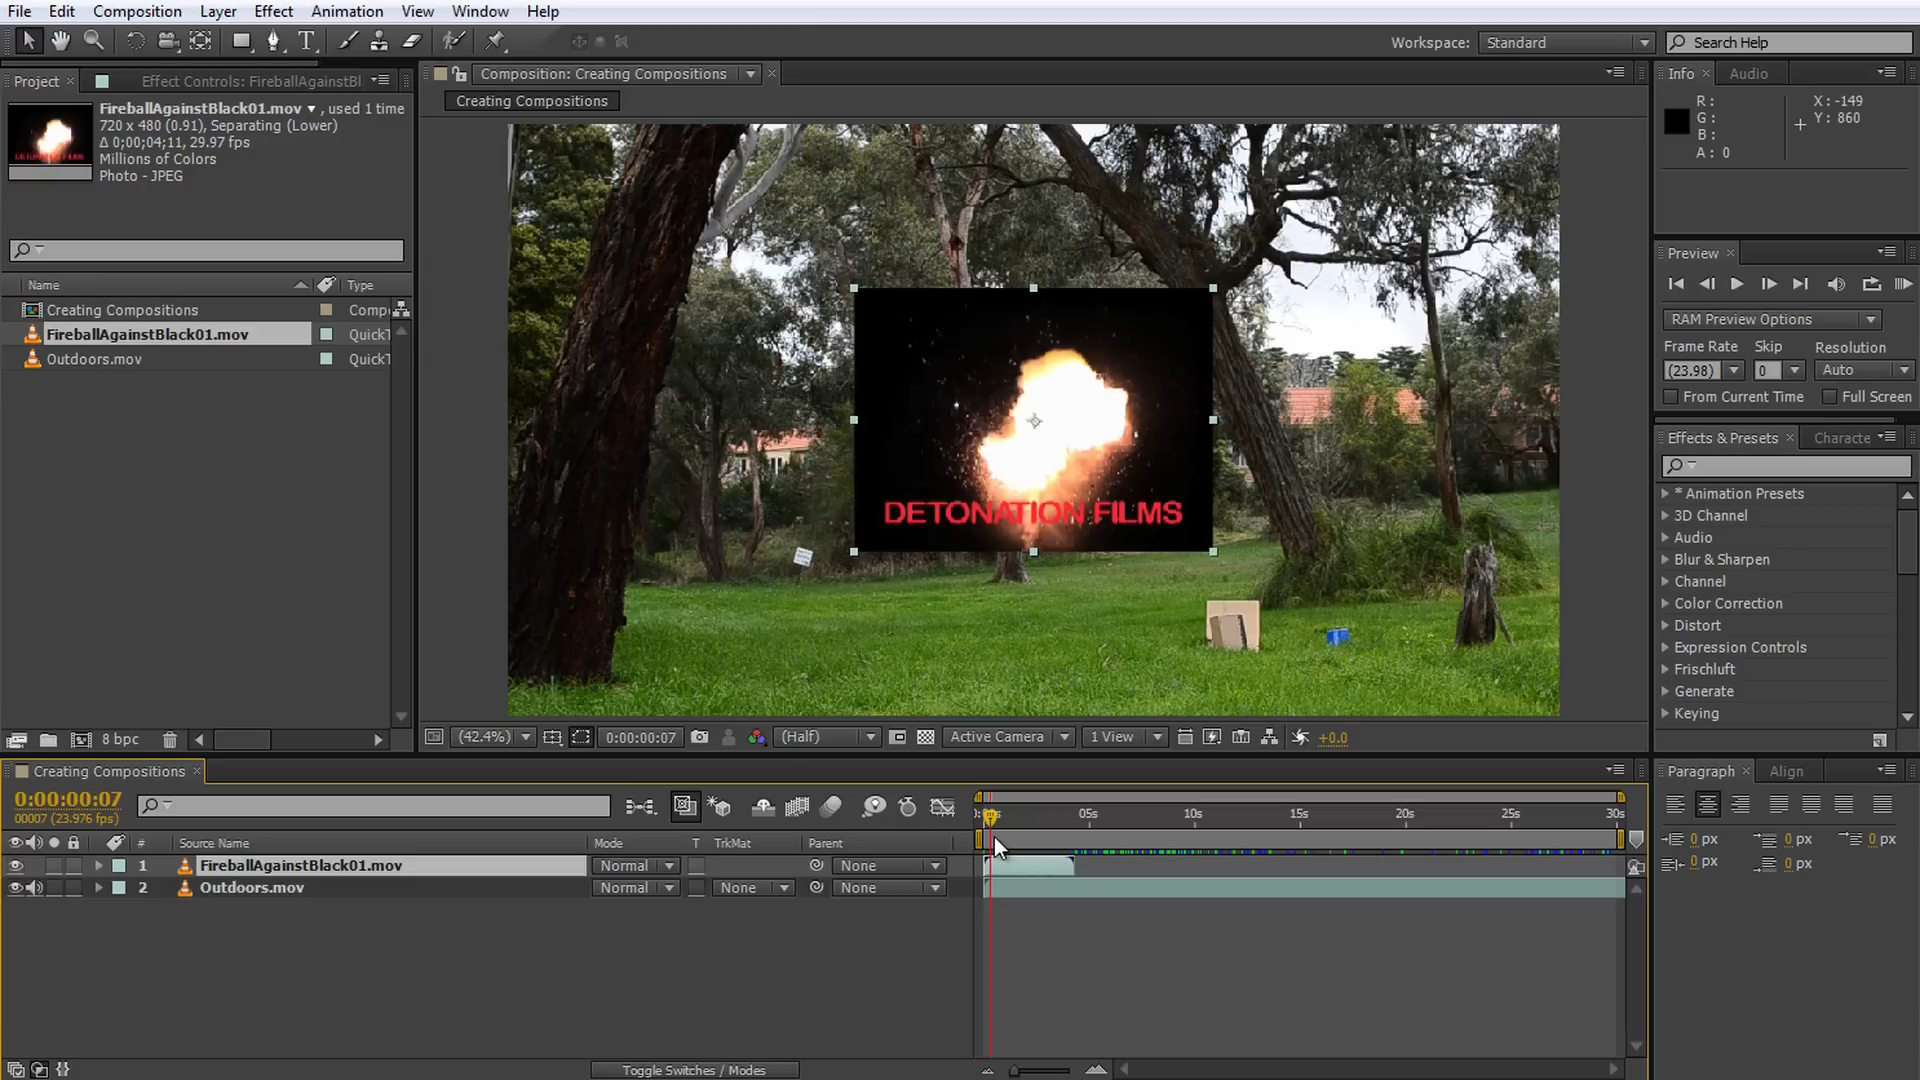 File Edit Composition Layer Effect Animation View Window Help
Workspace: Standard Search Help
Project Effect Controls: FireballAgainstBl
Composition: Creating Compositions
Info Audio
FireballAgainstBlack01.mov , used 1 time
720 x 480 (0.91), Separating (Lower)
Δ 0;00;04;11, 29.97 fps
Millions of Colors
Photo - JPEG
Creating Compositions
R:
G:
B:
A: 0
X: -149
Y: 860
Name Type
Creating Compositions Comp
FireballAgainstBlack01.mov QuickT
Outdoors.mov QuickT
8 bpc
DETONATION FILMS
(42.4%) 0:00:00:07 (Half) Active Camera 1 View +0.0
Preview
RAM Preview Options
Frame Rate Skip Resolution
(23.98) 0 Auto
From Current Time Full Screen
Effects & Presets Characte
* Animation Presets
3D Channel
Audio
Blur & Sharpen
Channel
Color Correction
Distort
Expression Controls
Frischluft
Generate
Keying
Creating Compositions
0:00:00:07
00007 (23.976 fps)
05s 10s 15s 20s 25s 30s
# Source Name Mode T TrkMat Parent
1 FireballAgainstBlack01.mov Normal None
2 Outdoors.mov Normal None None
Toggle Switches / Modes
Paragraph Align
0 px 0 px 0 px
0 px 0 px